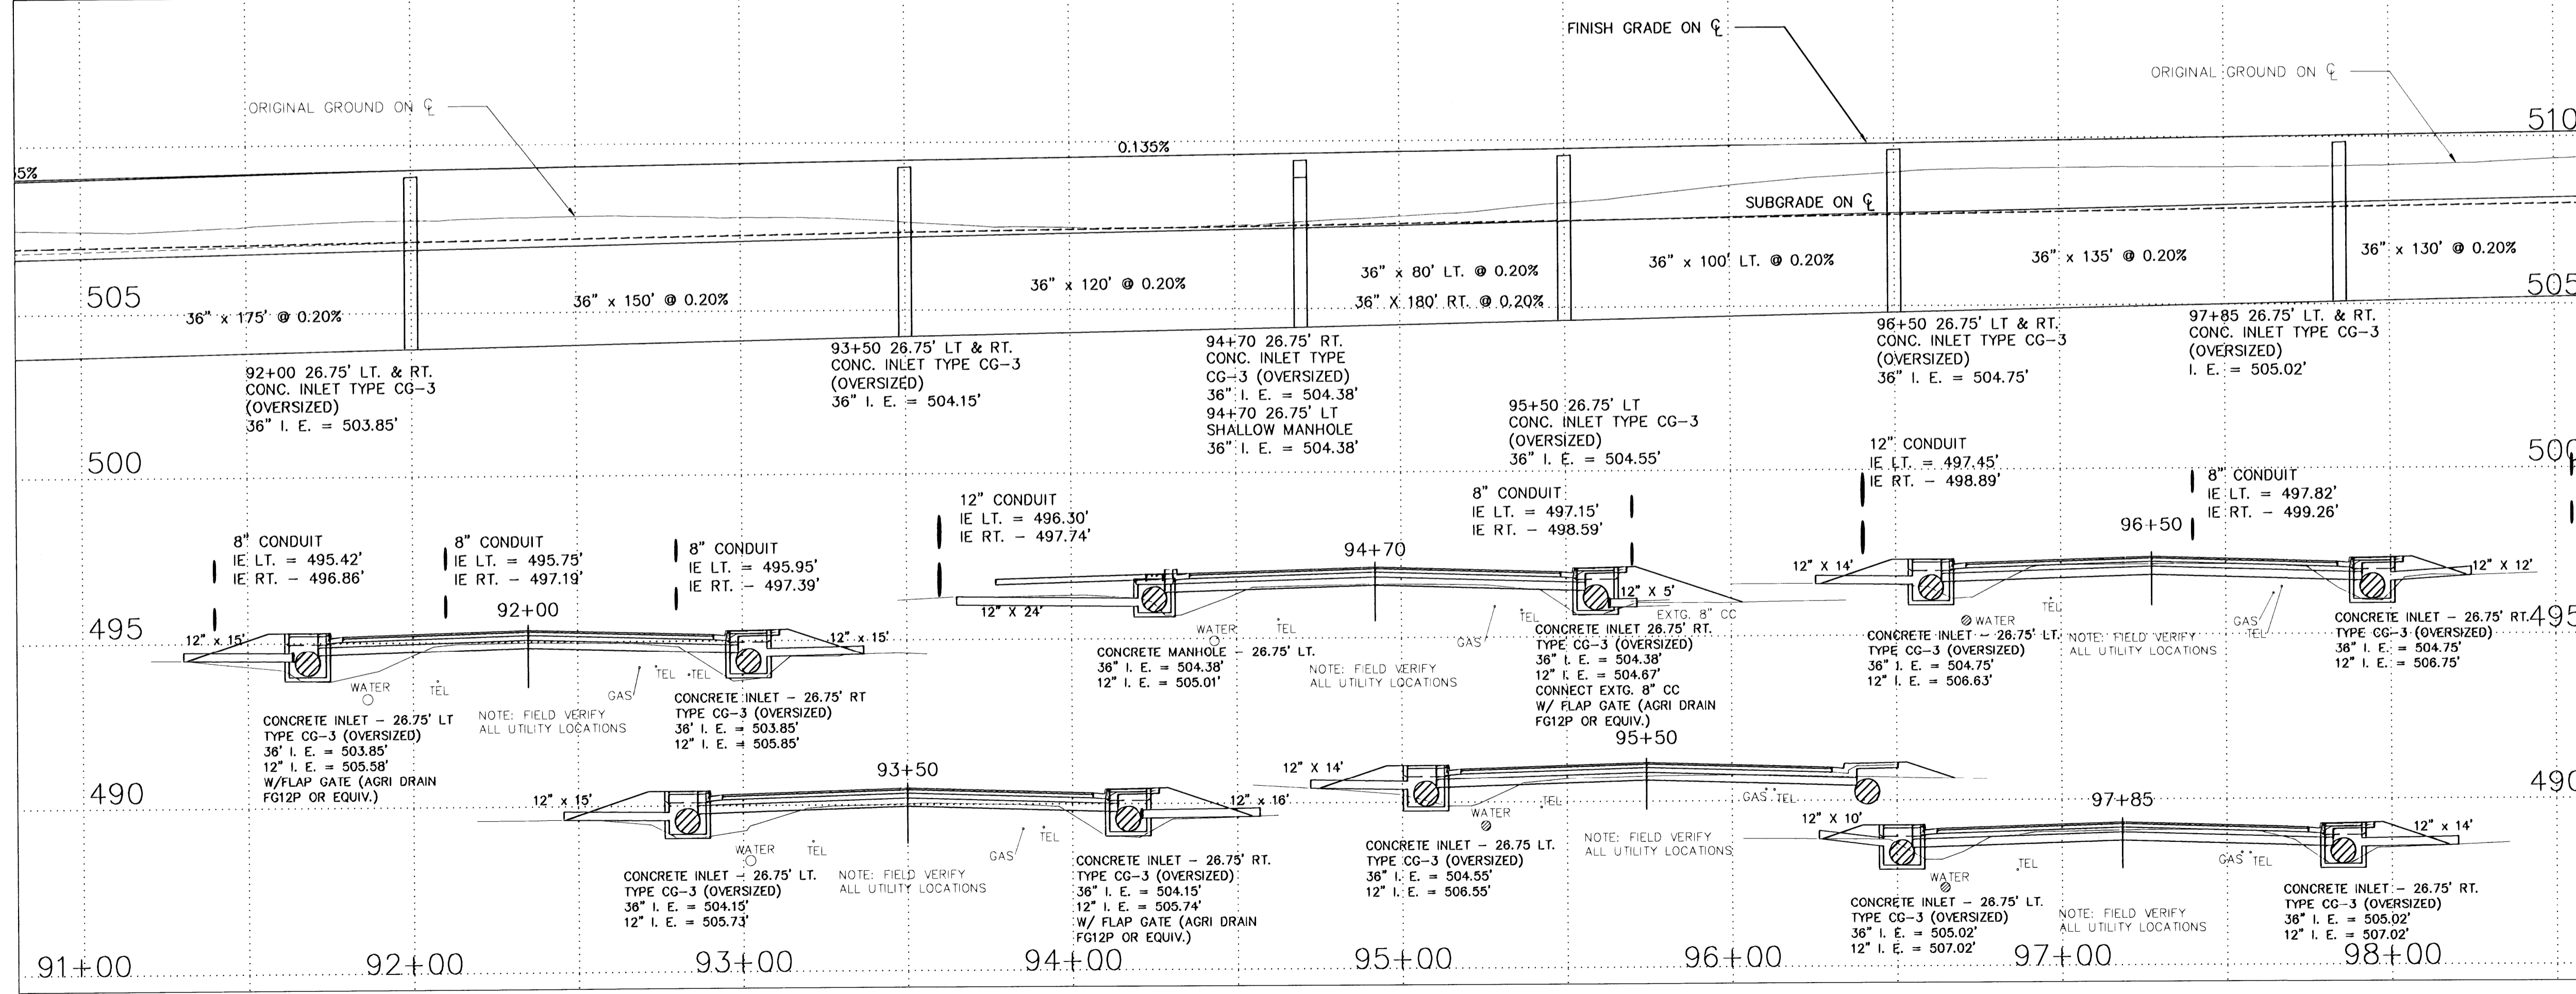 FINISH GRADE ON ℄
ORIGINAL GROUND ON ℄
ORIGINAL GROUND ON ℄
510
0.135%
5%
SUBGRADE ON ℄
505
36" x 175' @ 0.20%
36" x 150' @ 0.20%
36" x 120' @ 0.20%
36" x 80' LT. @ 0.20%
36" X 180' RT. @ 0.20%
36" x 100' LT. @ 0.20%
36" x 135' @ 0.20%
36" x 130' @ 0.20%
505
92+00 26.75' LT. & RT.
CONC. INLET TYPE CG-3
(OVERSIZED)
36" I. E. = 503.85'
93+50 26.75' LT & RT.
CONC. INLET TYPE CG-3
(OVERSIZED)
36" I. E. = 504.15'
94+70 26.75' RT.
CONC. INLET TYPE
CG-3 (OVERSIZED)
36" I. E. = 504.38'
94+70 26.75' LT
SHALLOW MANHOLE
36" I. E. = 504.38'
95+50 26.75' LT
CONC. INLET TYPE CG-3
(OVERSIZED)
36" I. E. = 504.55'
96+50 26.75' LT & RT.
CONC. INLET TYPE CG-3
(OVERSIZED)
36" I. E. = 504.75'
97+85 26.75' LT. & RT.
CONC. INLET TYPE CG-3
(OVERSIZED)
I. E. = 505.02'
500
500
8" CONDUIT
IE LT. = 495.42'
IE RT. - 496.86'
8" CONDUIT
IE LT. = 495.75'
IE RT. - 497.19'
8" CONDUIT
IE LT. = 495.95'
IE RT. - 497.39'
12" CONDUIT
IE LT. = 496.30'
IE RT. - 497.74'
8" CONDUIT
IE LT. = 497.15'
IE RT. - 498.59'
12" CONDUIT
IE LT. = 497.45'
IE RT. - 498.89'
8" CONDUIT
IE LT. = 497.82'
IE RT. - 499.26'
495
495
92+00
12" x 15'
12" x 15'
WATER
TEL
GAS
TEL
TEL
CONCRETE INLET - 26.75' LT
TYPE CG-3 (OVERSIZED)
36' I. E. = 503.85'
12" I. E. = 505.58'
W/FLAP GATE (AGRI DRAIN
FG12P OR EQUIV.)
NOTE: FIELD VERIFY
ALL UTILITY LOCATIONS
CONCRETE INLET - 26.75' RT
TYPE CG-3 (OVERSIZED)
36' I. E. = 503.85'
12" I. E. = 505.85'
94+70
12" X 24'
12" X 5'
EXTG. 8" CC
WATER
TEL
GAS
TEL
CONCRETE MANHOLE - 26.75' LT.
36" I. E. = 504.38'
12" I. E. = 505.01'
NOTE: FIELD VERIFY
ALL UTILITY LOCATIONS
CONCRETE INLET 26.75' RT.
TYPE CG-3 (OVERSIZED)
36" I. E. = 504.38'
12" I. E. = 504.67'
CONNECT EXTG. 8" CC
W/ FLAP GATE (AGRI DRAIN
FG12P OR EQUIV.)
96+50
12" X 14'
12" X 12'
WATER
TEL
GAS
TEL
CONCRETE INLET - 26.75' LT.
TYPE CG-3 (OVERSIZED)
36" I. E. = 504.75'
12" I. E. = 506.63'
NOTE: FIELD VERIFY
ALL UTILITY LOCATIONS
CONCRETE INLET - 26.75' RT.
TYPE CG-3 (OVERSIZED)
36" I. E. = 504.75'
12" I. E. = 506.75'
490
490
93+50
12" x 15'
12" x 16'
WATER
TEL
GAS
TEL
CONCRETE INLET - 26.75' LT.
TYPE CG-3 (OVERSIZED)
36" I. E. = 504.15'
12" I. E. = 505.73'
NOTE: FIELD VERIFY
ALL UTILITY LOCATIONS
CONCRETE INLET - 26.75' RT.
TYPE CG-3 (OVERSIZED)
36" I. E. = 504.15'
12" I. E. = 505.74'
W/ FLAP GATE (AGRI DRAIN
FG12P OR EQUIV.)
95+50
12" X 14'
WATER
TEL
GAS
TEL
CONCRETE INLET - 26.75 LT.
TYPE CG-3 (OVERSIZED)
36" I. E. = 504.55'
12" I. E. = 506.55'
NOTE: FIELD VERIFY
ALL UTILITY LOCATIONS
97+85
12" X 10'
12" x 14'
WATER
TEL
GAS
TEL
CONCRETE INLET - 26.75' LT.
TYPE CG-3 (OVERSIZED)
36" I. E. = 505.02'
12" I. E. = 507.02'
NOTE: FIELD VERIFY
ALL UTILITY LOCATIONS
CONCRETE INLET - 26.75' RT.
TYPE CG-3 (OVERSIZED)
36" I. E. = 505.02'
12" I. E. = 507.02'
91+00
92+00
93+00
94+00
95+00
96+00
97+00
98+00